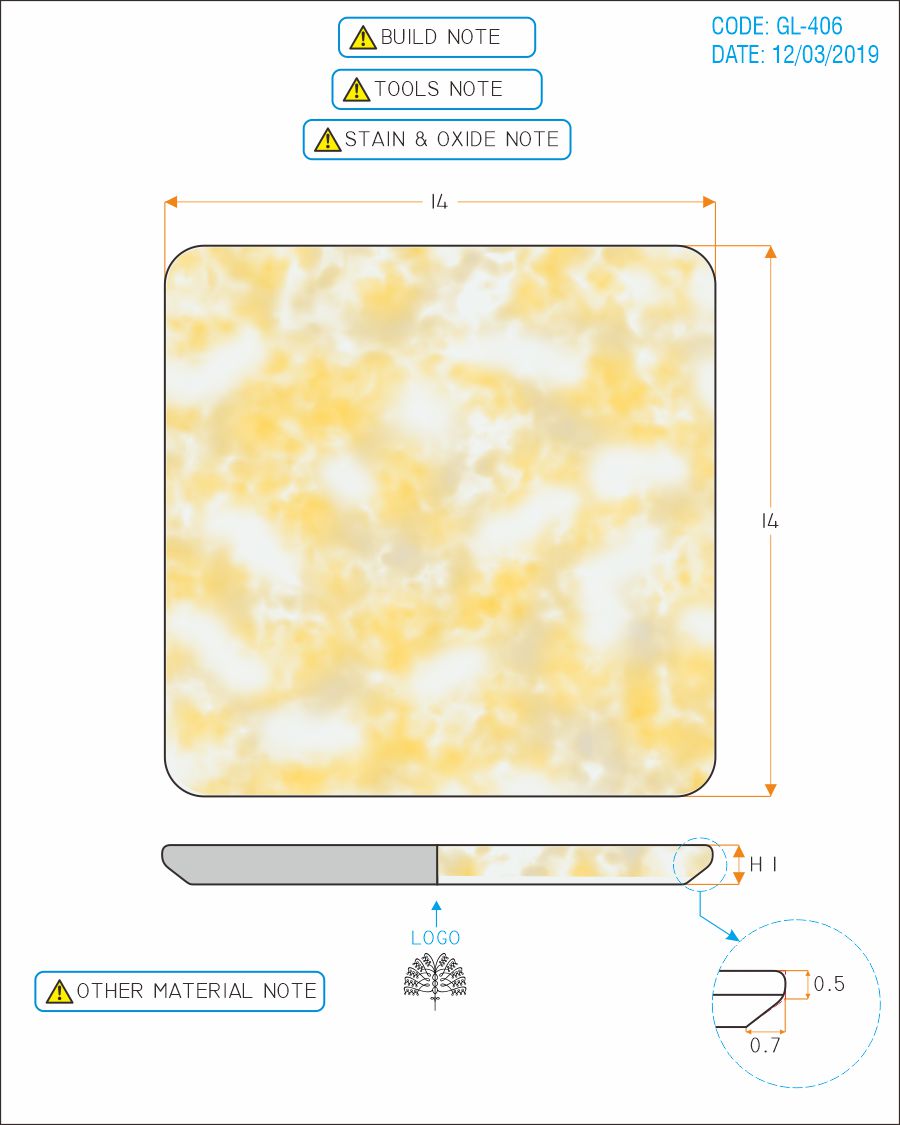 BUILD NOTE
CODE: GL-406
DATE: 12/03/2019
TOOLS NOTE
STAIN & OXIDE NOTE
14
14
H 1
LOGO
OTHER MATERIAL NOTE
0.5
0.7